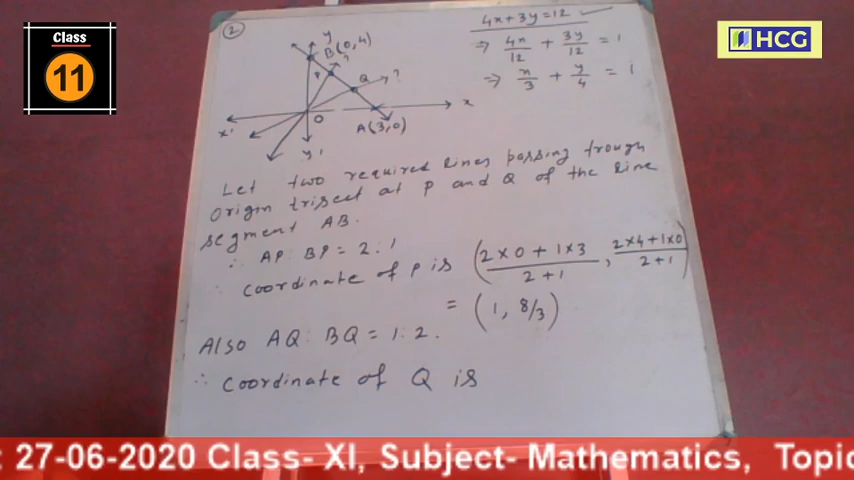 Class
11
HCG
2
4x+3y=12
⇒ 4x/12 + 3y/12 = 1
⇒ x/3 + y/4 = 1
y
B(0,4)
?
P
Q
?
x
O
A(3,0)
x'
y'
Let two required lines passing trough
origin trisect at P and Q of the line
segment AB.
∴ AP: BP = 2:1
∴ coordinate of P is (2×0+1×3/2+1, 2×4+1×0/2+1)
= (1, 8/3)
Also AQ: BQ = 1:2.
∴ coordinate of Q is
: 27-06-2020 Class- XI, Subject- Mathematics, Topic